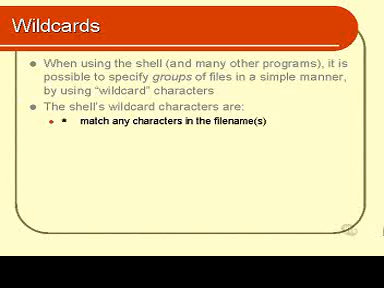 Wildcards
When using the shell (and many other programs), it is
possible to specify groups of files in a simple manner,
by using “wildcard” characters
The shell’s wildcard characters are:
* match any characters in the filename(s)